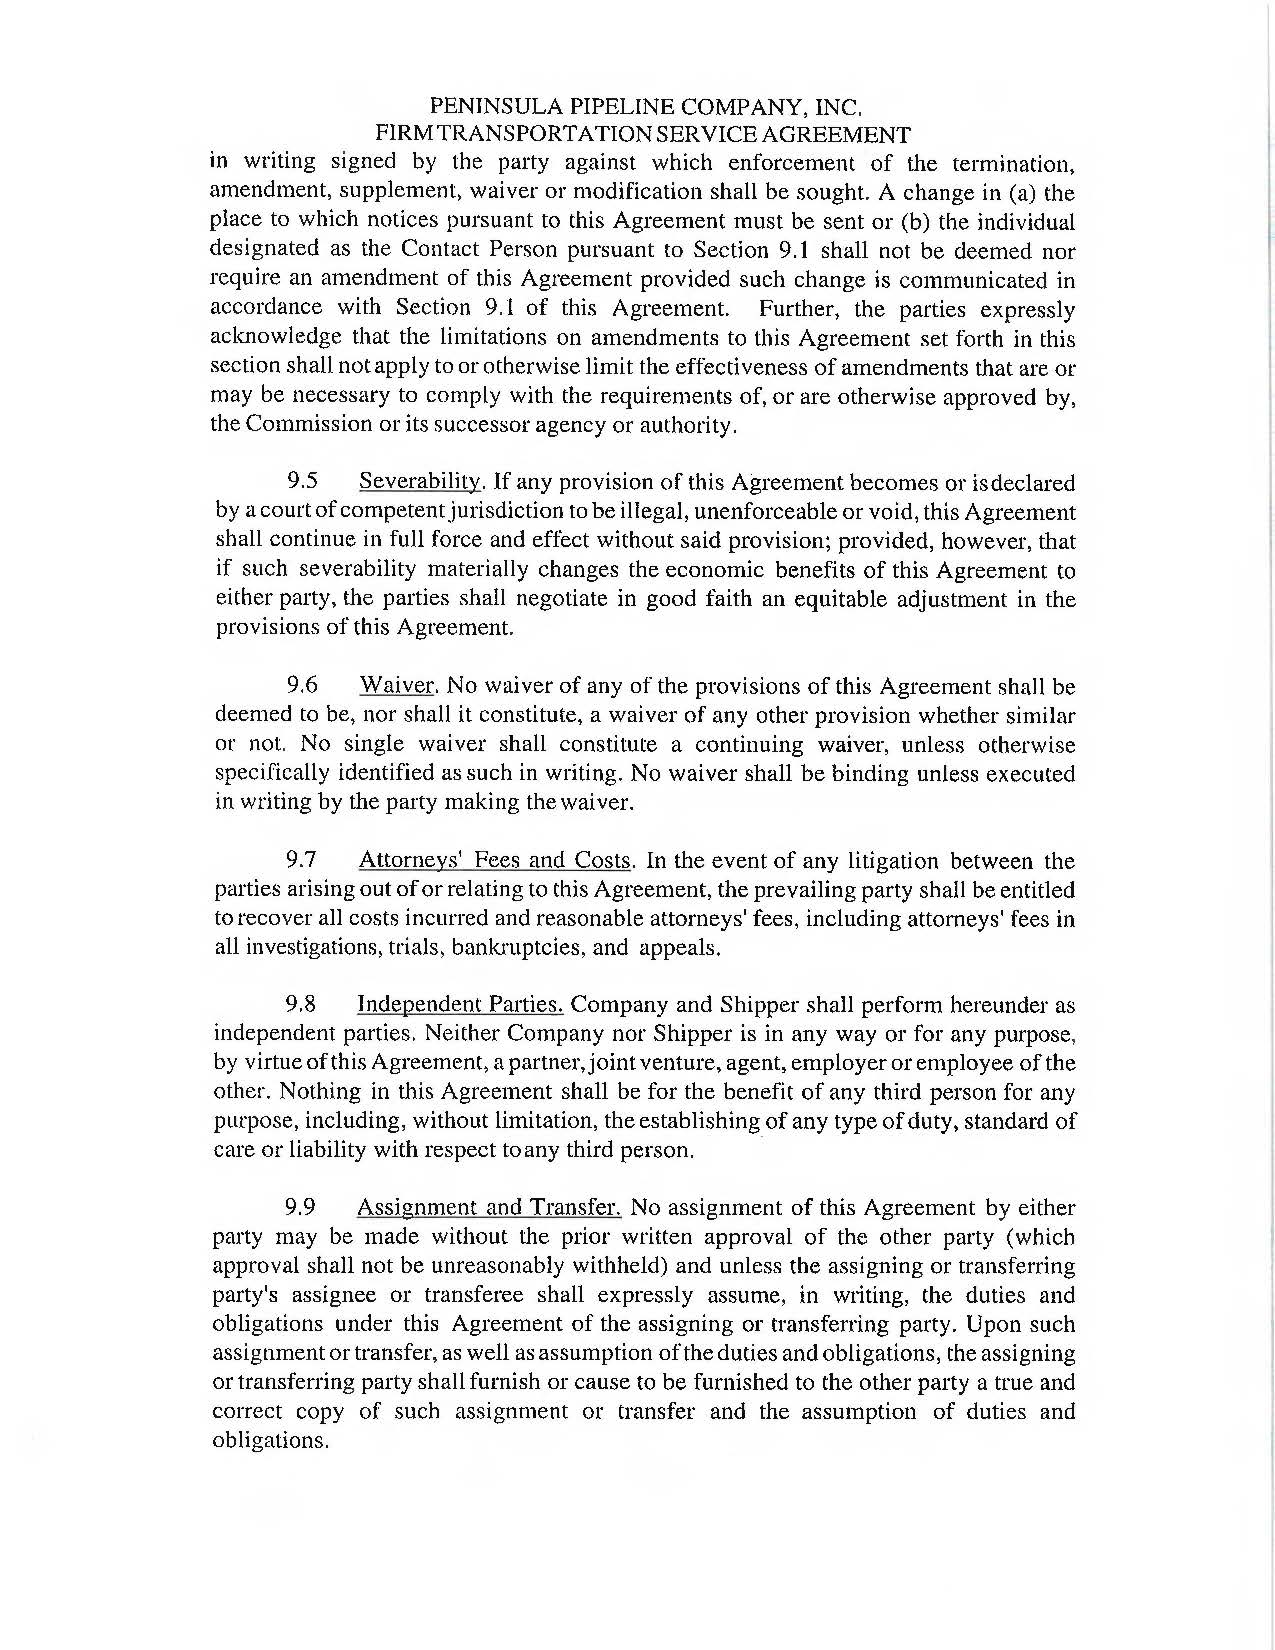 PENINSULA PIPELINE COMPANY, INC.
FIRM TRANSPORTATION SERVICE AGREEMENT
in writing signed by the party against which enforcement of the termination,
amendment, supplement, waiver or modification shall be sought. A change in (a) the
place to which notices pursuant to this Agreement must be sent or (b) the individual
designated as the Contact Person pursuant to Section 9.1 shall not be deemed nor
require an amendment of this Agreement provided such change is communicated in
accordance with Section 9.1 of this Agreement. Further, the parties expressly
acknowledge that the limitations on amendments to this Agreement set forth in this
section shall not apply to or otherwise limit the effectiveness of amendments that are or
may be necessary to comply with the requirements of, or are otherwise approved by,
the Commission or its successor agency or authority.
9.5 Severability. If any provision of this Agreement becomes or is declared
by a court of competent jurisdiction to be illegal, unenforceable or void, this Agreement
shall continue in full force and effect without said provision; provided, however, that
if such severability materially changes the economic benefits of this Agreement to
either party, the parties shall negotiate in good faith an equitable adjustment in the
provisions of this Agreement.
9.6 Waiver. No waiver of any of the provisions of this Agreement shall be
deemed to be, nor shall it constitute, a waiver of any other provision whether similar
or not. No single waiver shall constitute a continuing waiver, unless otherwise
specifically identified as such in writing. No waiver shall be binding unless executed
in writing by the party making the waiver.
9.7 Attorneys' Fees and Costs. In the event of any litigation between the
parties arising out of or relating to this Agreement, the prevailing party shall be entitled
to recover all costs incurred and reasonable attorneys' fees, including attorneys' fees in
all investigations, trials, bankruptcies, and appeals.
9.8 Independent Parties. Company and Shipper shall perform hereunder as
independent parties. Neither Company nor Shipper is in any way or for any purpose,
by virtue of this Agreement, a partner, joint venture, agent, employer or employee of the
other. Nothing in this Agreement shall be for the benefit of any third person for any
purpose, including, without limitation, the establishing of any type of duty, standard of
care or liability with respect to any third person.
9.9 Assignment and Transfer. No assignment of this Agreement by either
party may be made without the prior written approval of the other party (which
approval shall not be unreasonably withheld) and unless the assigning or transferring
party's assignee or transferee shall expressly assume, in writing, the duties and
obligations under this Agreement of the assigning or transferring party. Upon such
assignment or transfer, as well as assumption of the duties and obligations, the assigning
or transferring party shall furnish or cause to be furnished to the other party a true and
correct copy of such assignment or transfer and the assumption of duties and
obligations.